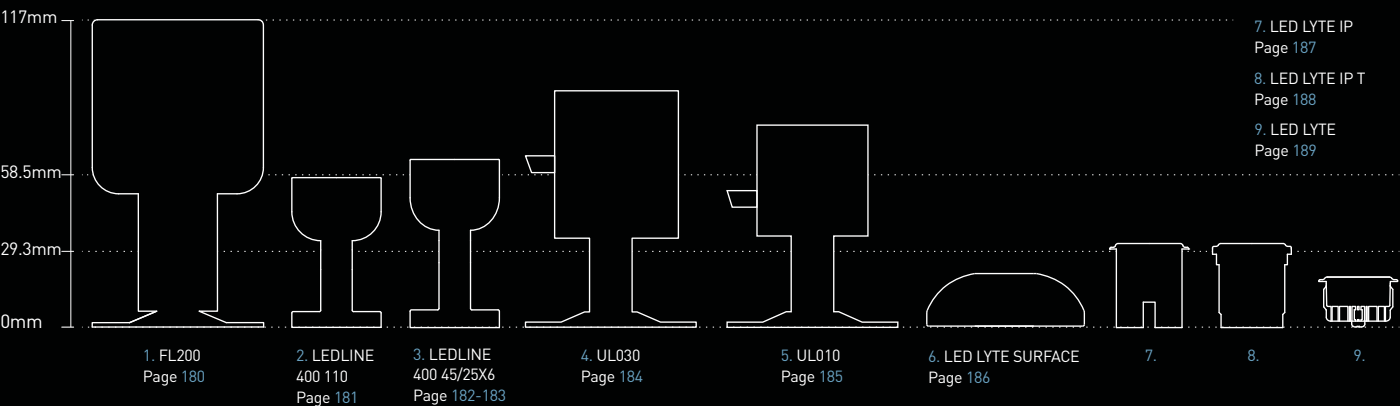 117mm
58.5mm
29.3mm
0mm
1. FL200
Page 180
2. LEDLINE
400 110
Page 181
3. LEDLINE
400 45/25X6
Page 182-183
4. UL030
Page 184
5. UL010
Page 185
6. LED LYTE SURFACE
Page 186
7.
8.
9.
7. LED LYTE IP
Page 187
8. LED LYTE IP T
Page 188
9. LED LYTE
Page 189